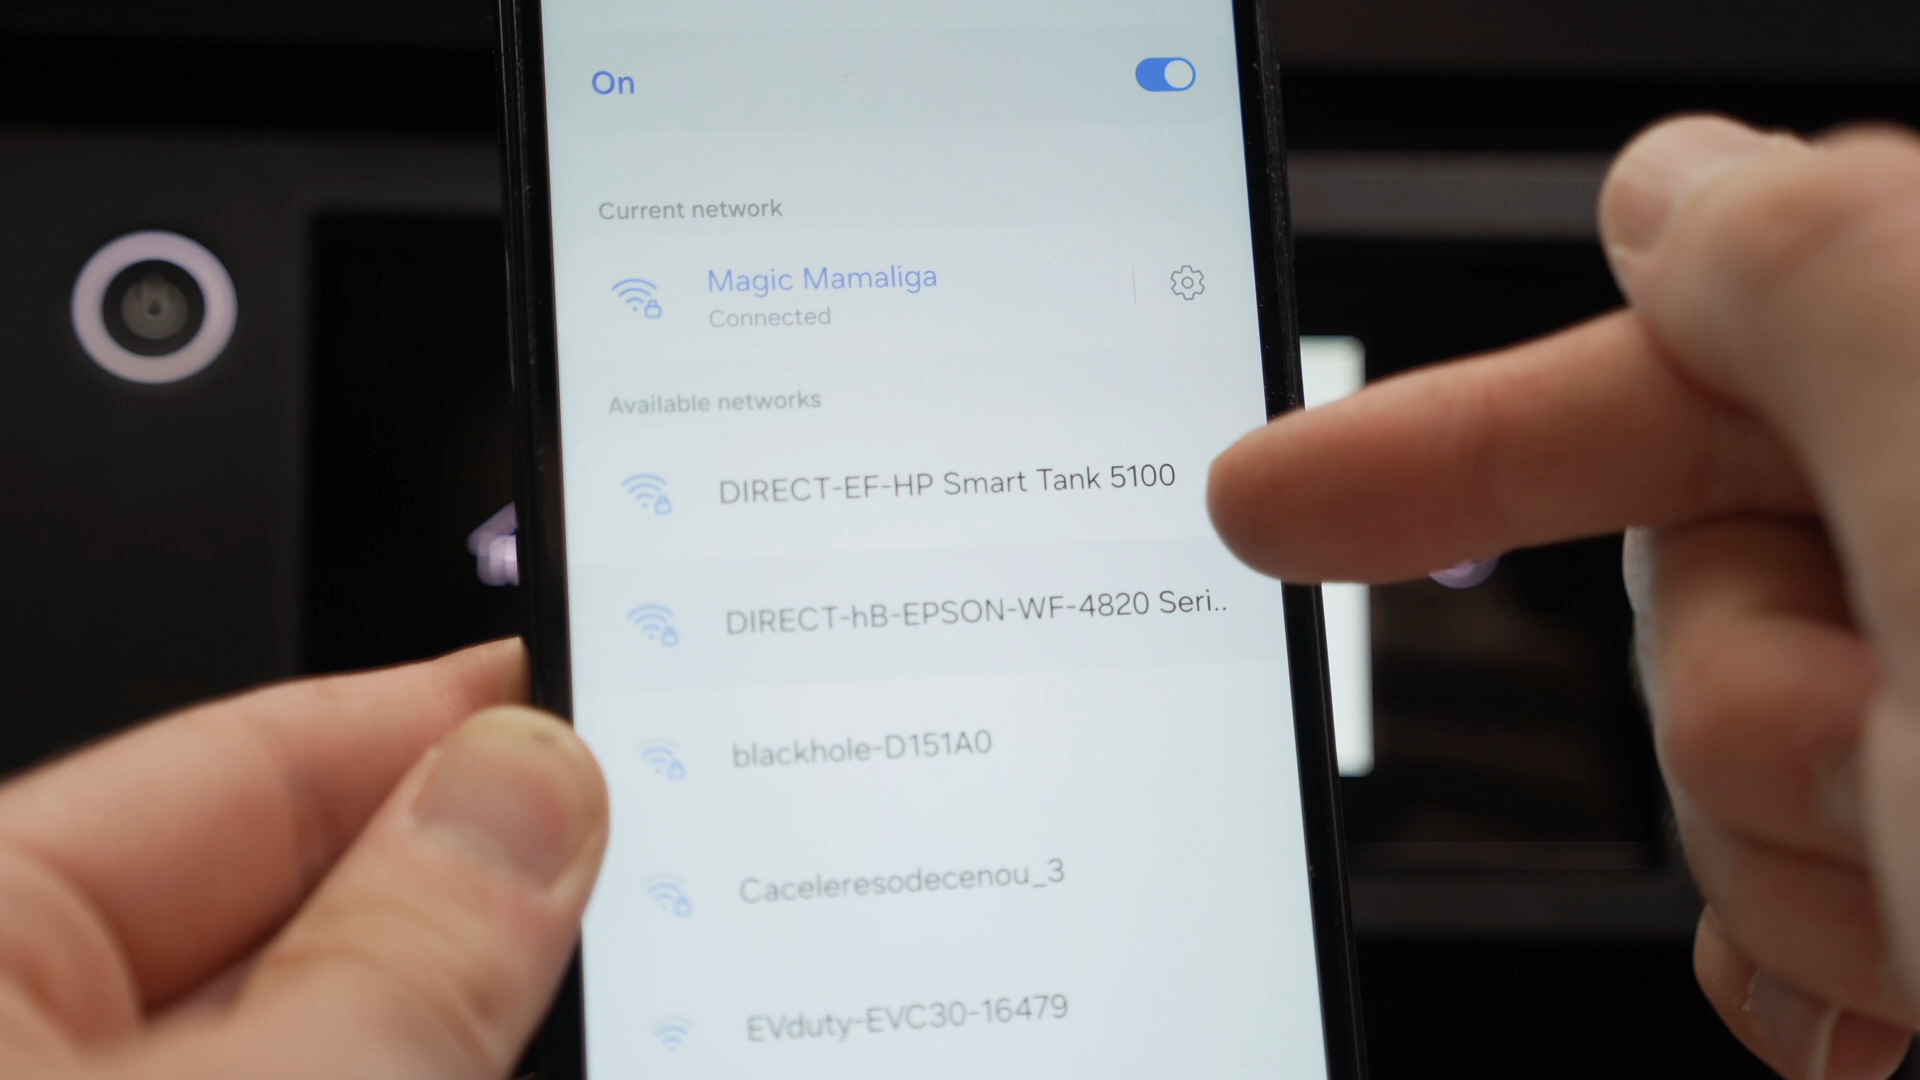 On
Current network
Magic Mamaliga
Connected
Available networks
DIRECT-EF-HP Smart Tank 5100
DIRECT-hB-EPSON-WF-4820 Seri..
blackhole-D151A0
Caceleresodecenou_3
EVduty-EVC30-16479